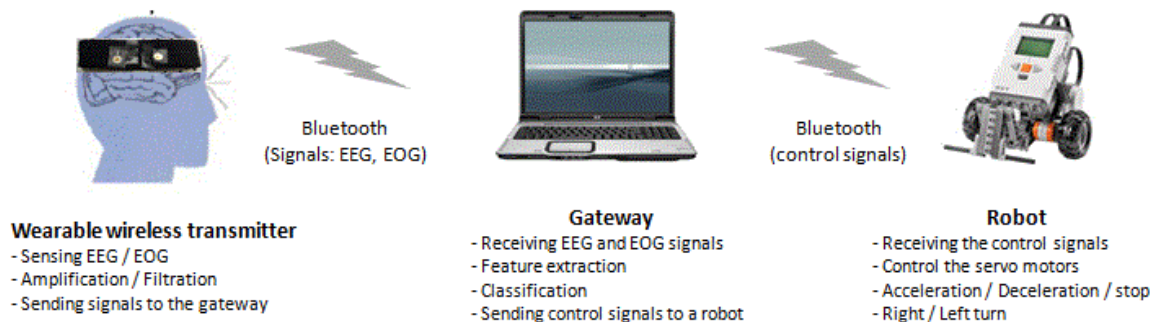 Bluetooth
(Signals: EEG, EOG)
Bluetooth
(control signals)
Wearable wireless transmitter
- Sensing EEG / EOG
- Amplification / Filtration
- Sending signals to the gateway
Gateway
- Receiving EEG and EOG signals
- Feature extraction
- Classification
- Sending control signals to a robot
Robot
- Receiving the control signals
- Control the servo motors
- Acceleration / Deceleration / stop
- Right / Left turn